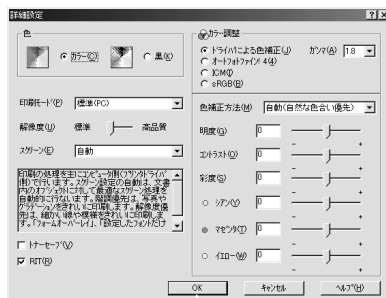 詳細設定
色
カラー(C)
黒(K)
印刷モード(P)
標準(PC)
解像度(U) 標準 高品質
スクリーン(E)
自動
印刷の処理を主にコンピュータ側(プリンタドライバ
側)で行います。スクリーン設定の自動は、文書
内のオブジェクトに対して最適なスクリーン処理を
自動的に行ないます。階調優先は、写真や
グラデーションをきれいに印刷します。解像度優
先は、細かい線や模様をきれいに印刷しま
す。「フォームオーバーレイ」、「設定したフォントだけ
トナーセーブ(V)
RIT(R)
カラー調整
ドライバによる色補正(J)
オートフォトファイン!4(4)
ICM(I)
sRGB(B)
ガンマ(A)
1.8
色補正方法(M)
自動(自然な色合い優先)
明度(G) 0
- +
コントラスト(O) 0
- +
彩度(S) 0
- +
シアン(Y) 0
- +
マゼンタ(T) 0
- +
イエロー(W) 0
- +
OK
キャンセル
ヘルプ(H)